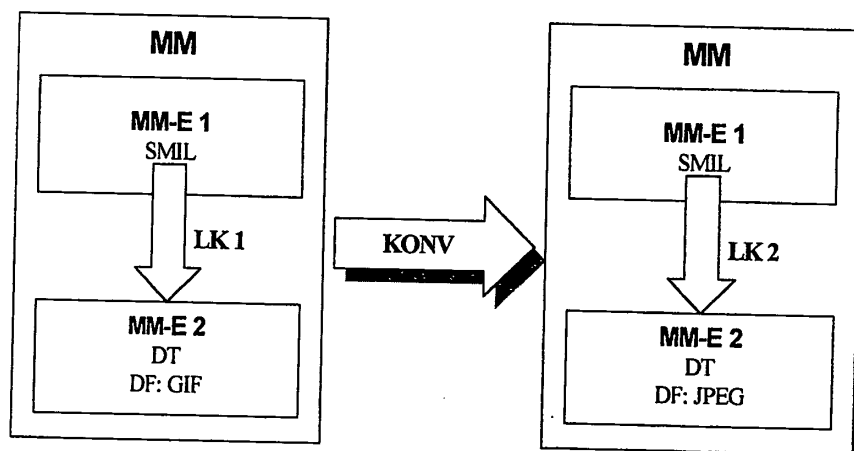 MM
MM-E 1
SMIL
LK 1
MM-E 2
DT
DF: GIF
KONV
MM
MM-E 1
SMIL
LK 2
MM-E 2
DT
DF: JPEG